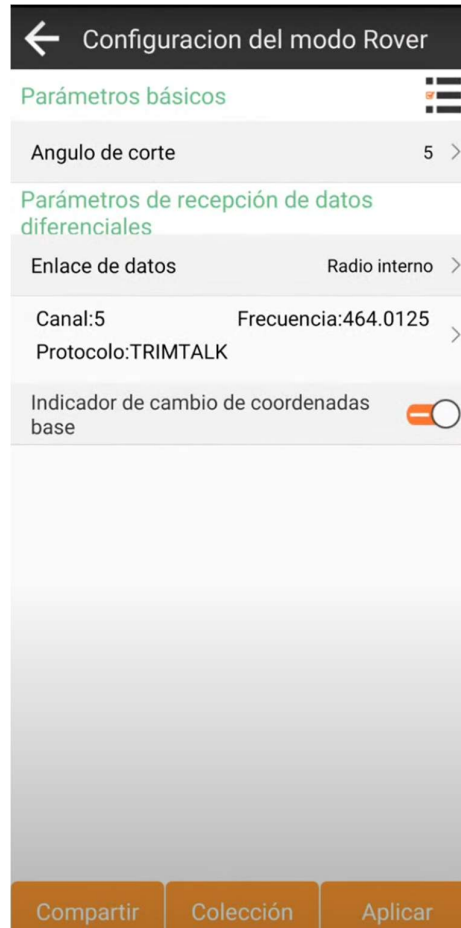 Configuracion del modo Rover
Parámetros básicos
Angulo de corte 5
Parámetros de recepción de datos
diferenciales
Enlace de datos Radio interno
Canal:5 Frecuencia:464.0125
Protocolo:TRIMTALK
Indicador de cambio de coordenadas
base
Compartir Colección Aplicar